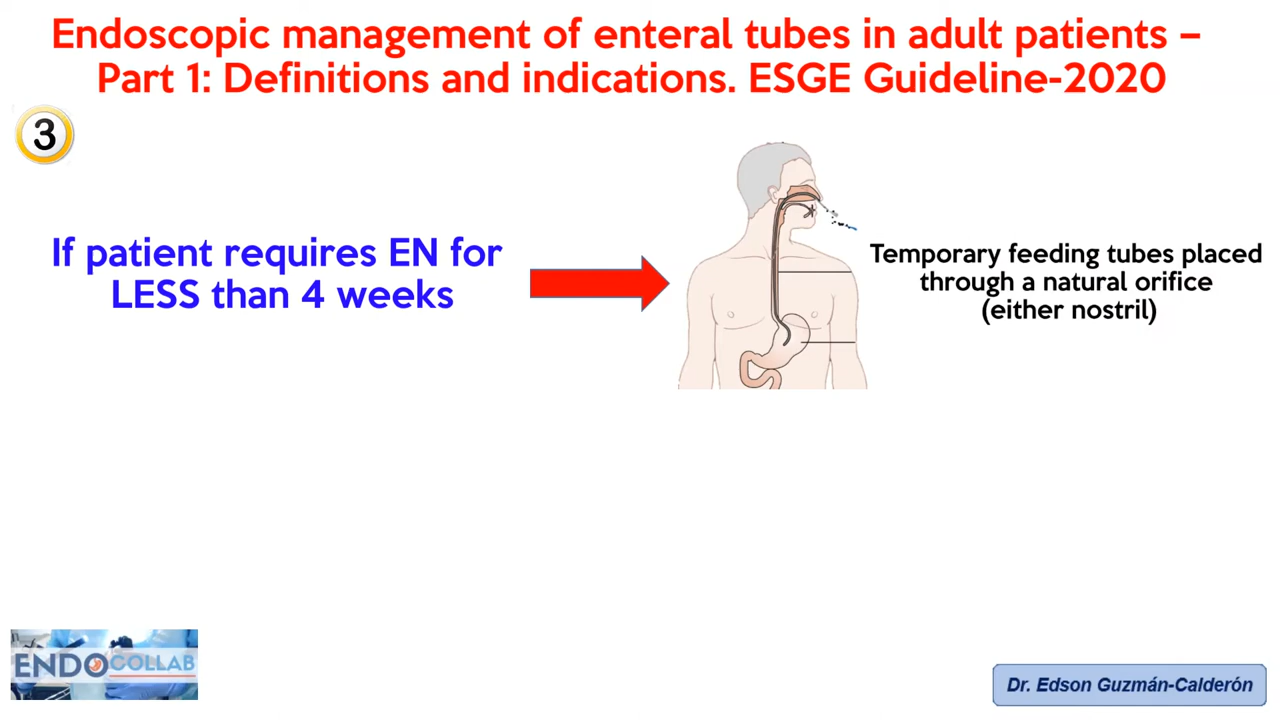 Endoscopic management of enteral tubes in adult patients –
Part 1: Definitions and indications. ESGE Guideline-2020
3
If patient requires EN for
LESS than 4 weeks
Temporary feeding tubes placed
through a natural orifice
(either nostril)
ENDOCOLLAB
Dr. Edson Guzmán-Calderón